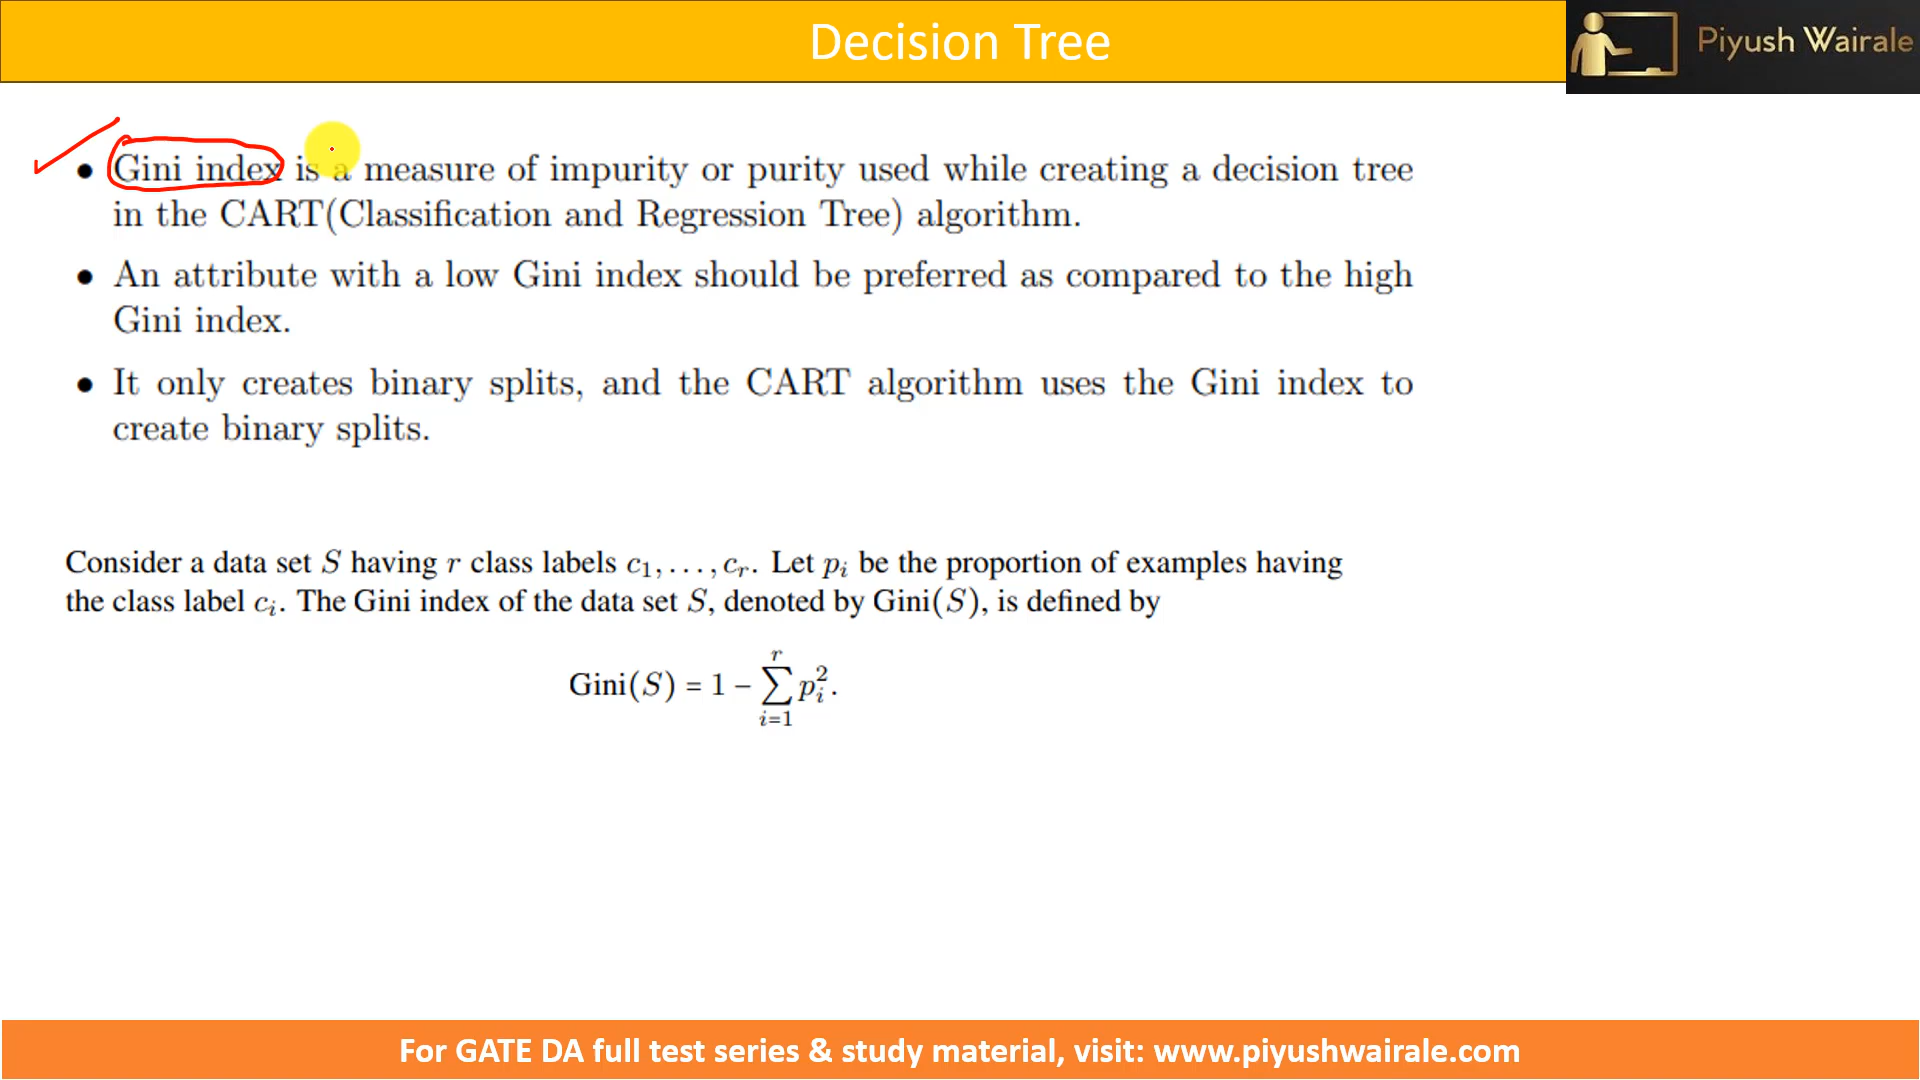 Decision Tree
Piyush Wairale
• Gini index is a measure of impurity or purity used while creating a decision tree
in the CART(Classification and Regression Tree) algorithm.
• An attribute with a low Gini index should be preferred as compared to the high
Gini index.
• It only creates binary splits, and the CART algorithm uses the Gini index to
create binary splits.
Consider a data set S having r class labels c₁, . . . , cᵣ. Let pᵢ be the proportion of examples having
the class label cᵢ. The Gini index of the data set S, denoted by Gini(S), is defined by
Gini(S) = 1 − ∑ᵢ₌₁ʳ pᵢ².
For GATE DA full test series & study material, visit: www.piyushwairale.com